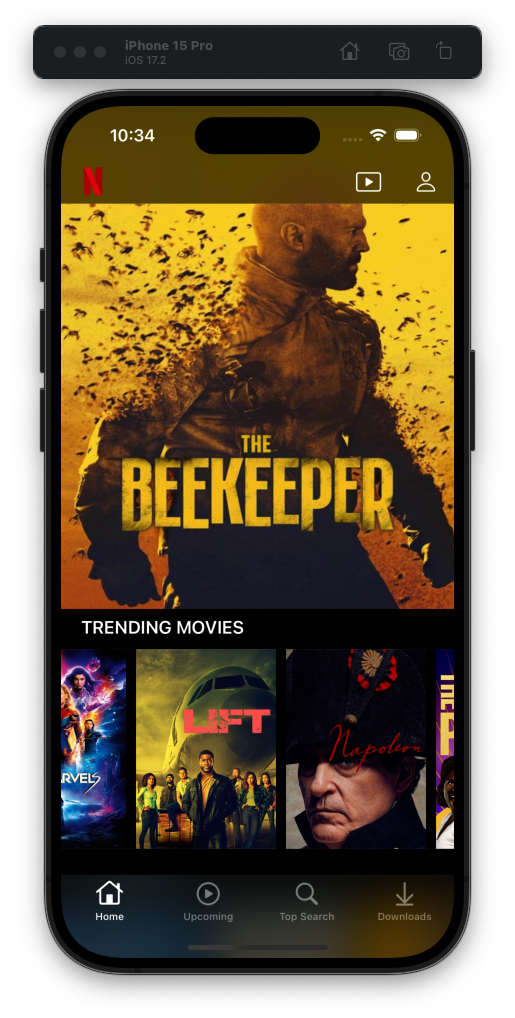 iPhone 15 Pro
iOS 17.2
10:34
N
THE
BEEKEEPER
TRENDING MOVIES
RVELS
LIFT
Napoleon
THE
P
Home
Upcoming
Top Search
Downloads